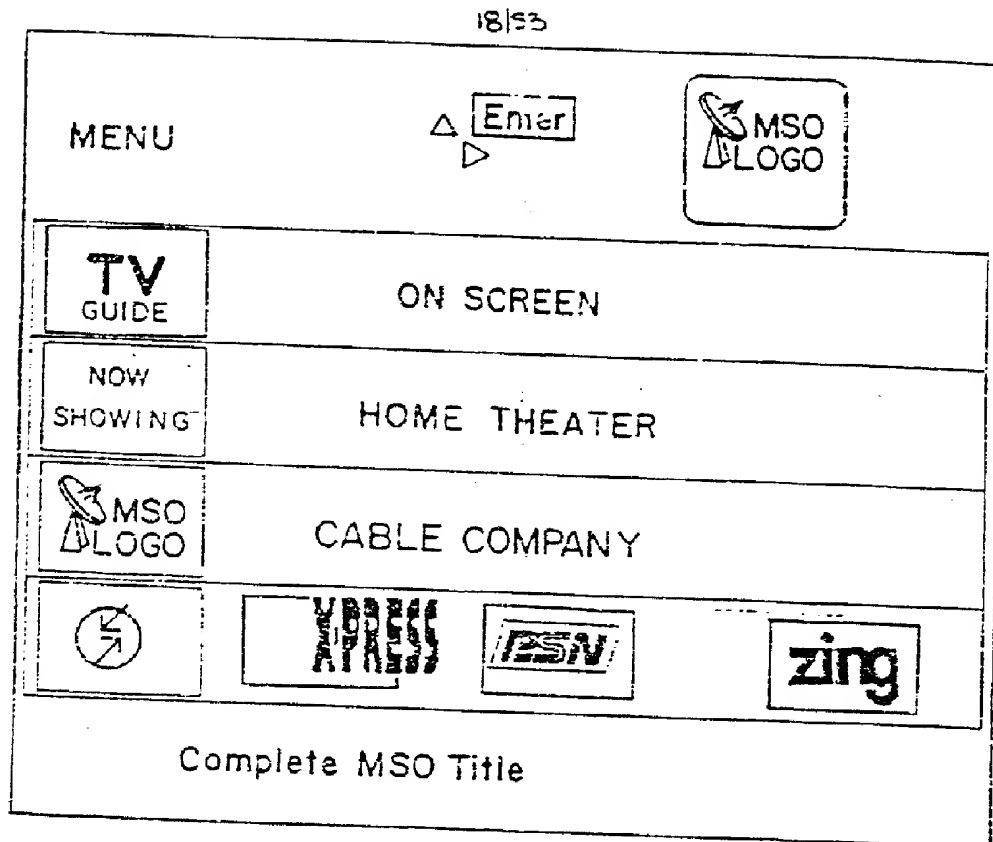 18/53
MENU
Enter
MSO
LOGO
TV
GUIDE
ON SCREEN
NOW
SHOWING
HOME THEATER
MSO
LOGO
CABLE COMPANY
zing
Complete MSO Title